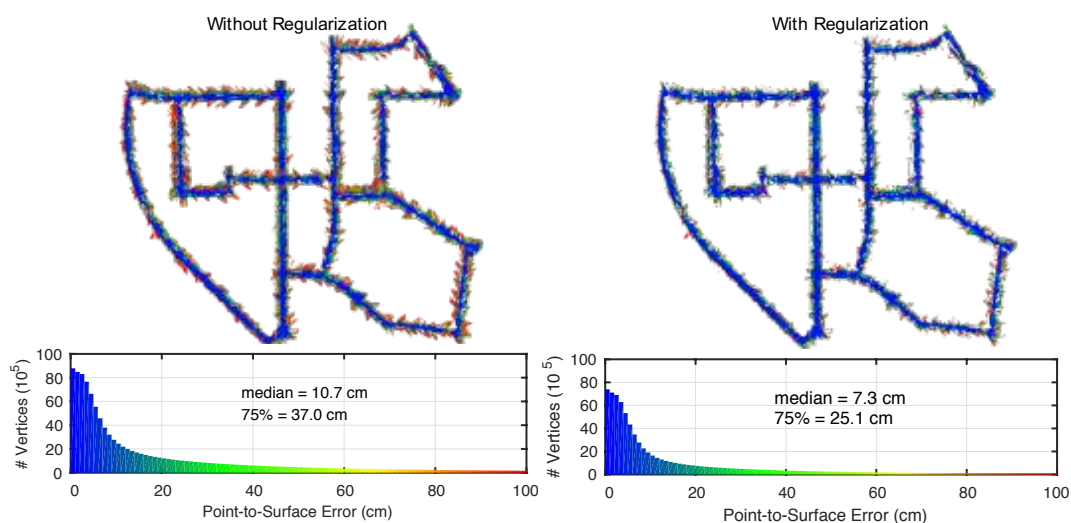 Without Regularization
With Regularization
# Vertices (10^5)
100
80
60
40
20
0
median = 10.7 cm
75% = 37.0 cm
0 20 40 60 80 100
Point-to-Surface Error (cm)
# Vertices (10^5)
100
80
60
40
20
0
median = 7.3 cm
75% = 25.1 cm
0 20 40 60 80 100
Point-to-Surface Error (cm)